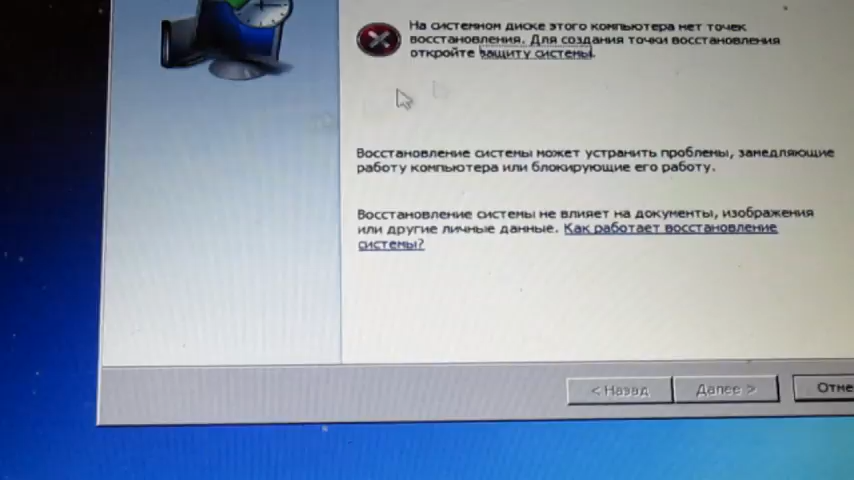 На системном диске этого компьютера нет точек
восстановления. Для создания точки восстановления
откройте защиту системы.
Восстановление системы может устранить проблемы, замедляющие
работу компьютера или блокирующие его работу.
Восстановление системы не влияет на документы, изображения
или другие личные данные. Как работает восстановление
системы?
< Назад
Далее >
Отме